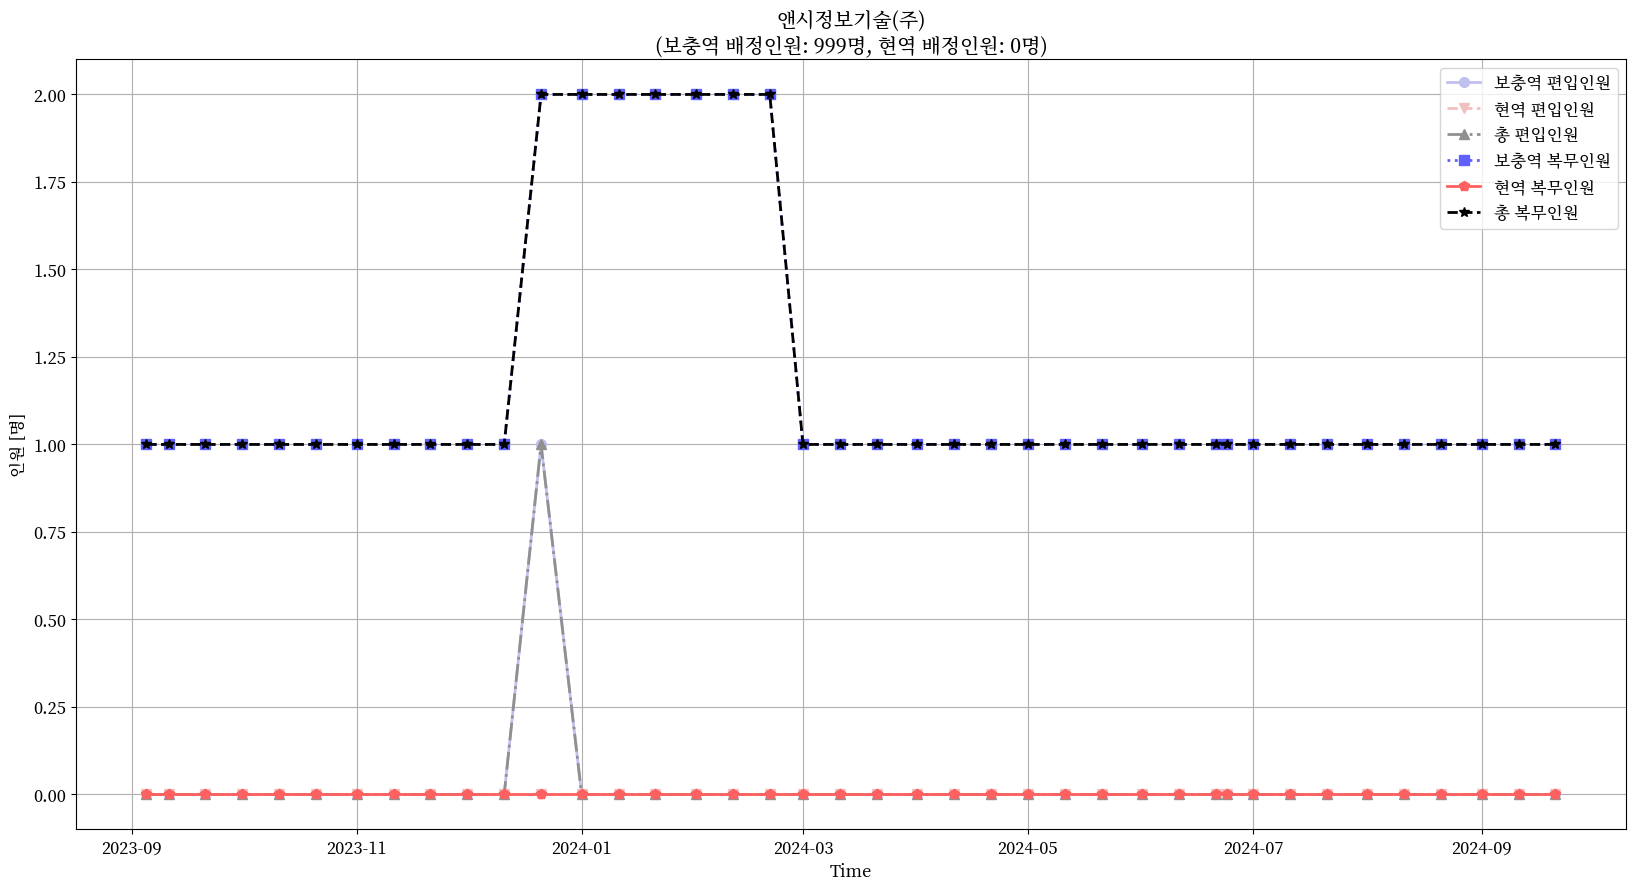 앤시정보기술(주)
(보충역 배정인원: 999명, 현역 배정인원: 0명)
보충역 편입인원
현역 편입인원
총 편입인원
보충역 복무인원
현역 복무인원
총 복무인원
인원 [명]
2.00
1.75
1.50
1.25
1.00
0.75
0.50
0.25
0.00
2023-09 2023-11 2024-01 2024-03 2024-05 2024-07 2024-09
Time